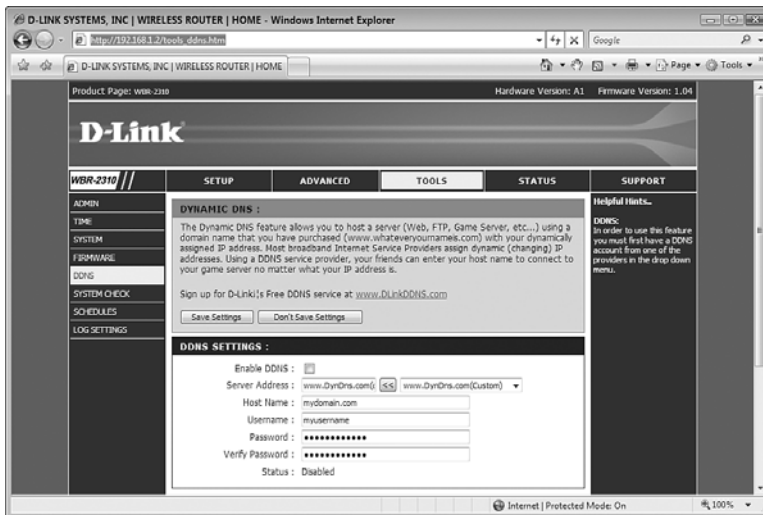 D-LINK SYSTEMS, INC | WIRELESS ROUTER | HOME - Windows Internet Explorer
http://192.168.1.2/tools_ddns.htm
Google
D-LINK SYSTEMS, INC | WIRELESS ROUTER | HOME
Page
Tools
Product Page: WBR-2310
Hardware Version: A1
Firmware Version: 1.04
D-Link
WBR-2310
SETUP
ADVANCED
TOOLS
STATUS
SUPPORT
ADMIN
TIME
SYSTEM
FIRMWARE
DDNS
SYSTEM CHECK
SCHEDULES
LOG SETTINGS
DYNAMIC DNS :
The Dynamic DNS feature allows you to host a server (Web, FTP, Game Server, etc...) using a
domain name that you have purchased (www.whateveryournameis.com) with your dynamically
assigned IP address. Most broadband Internet Service Providers assign dynamic (changing) IP
addresses. Using a DDNS service provider, your friends can enter your host name to connect to
your game server no matter what your IP address is.
Sign up for D-Linki¦s Free DDNS service at www.DLinkDDNS.com
Save Settings
Don't Save Settings
DDNS SETTINGS :
Enable DDNS :
Server Address : www.DynDns.com(c << www.DynDns.com(Custom)
Host Name : mydomain.com
Username : myusername
Password : ••••••••••••
Verify Password : ••••••••••••
Status : Disabled
Helpful Hints..
DDNS:
In order to use this feature
you must first have a DDNS
account from one of the
providers in the drop down
menu.
Internet | Protected Mode: On
100%